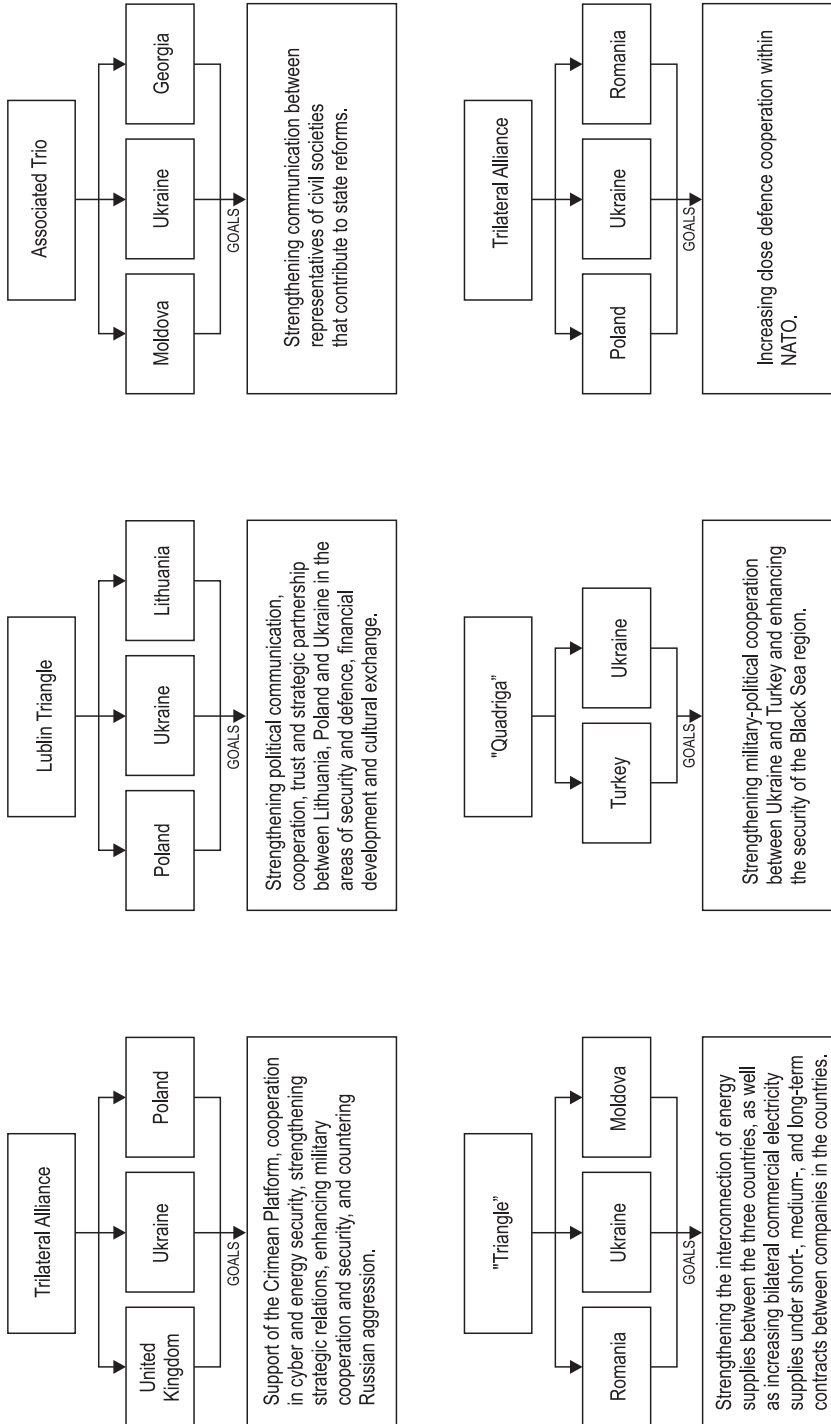 Trilateral Alliance
United
Kingdom
Ukraine
Poland
GOALS
Support of the Crimean Platform, cooperation
in cyber and energy security, strengthening
strategic relations, enhancing military
cooperation and security, and countering
Russian aggression.
Lublin Triangle
Poland
Ukraine
Lithuania
GOALS
Strengthening political communication,
cooperation, trust and strategic partnership
between Lithuania, Poland and Ukraine in the
areas of security and defence, financial
development and cultural exchange.
Associated Trio
Moldova
Ukraine
Georgia
GOALS
Strengthening communication between
representatives of civil societies
that contribute to state reforms.
"Triangle”
Romania
Ukraine
Moldova
GOALS
Strengthening the interconnection of energy
supplies between the three countries, as well
as increasing bilateral commercial electricity
supplies under short-, medium-, and long-term
contracts between companies in the countries.
"Quadriga”
Turkey
Ukraine
GOALS
Strengthening military-political cooperation
between Ukraine and Turkey and enhancing
the security of the Black Sea region.
Trilateral Alliance
Poland
Ukraine
Romania
GOALS
Increasing close defence cooperation within
NATO.